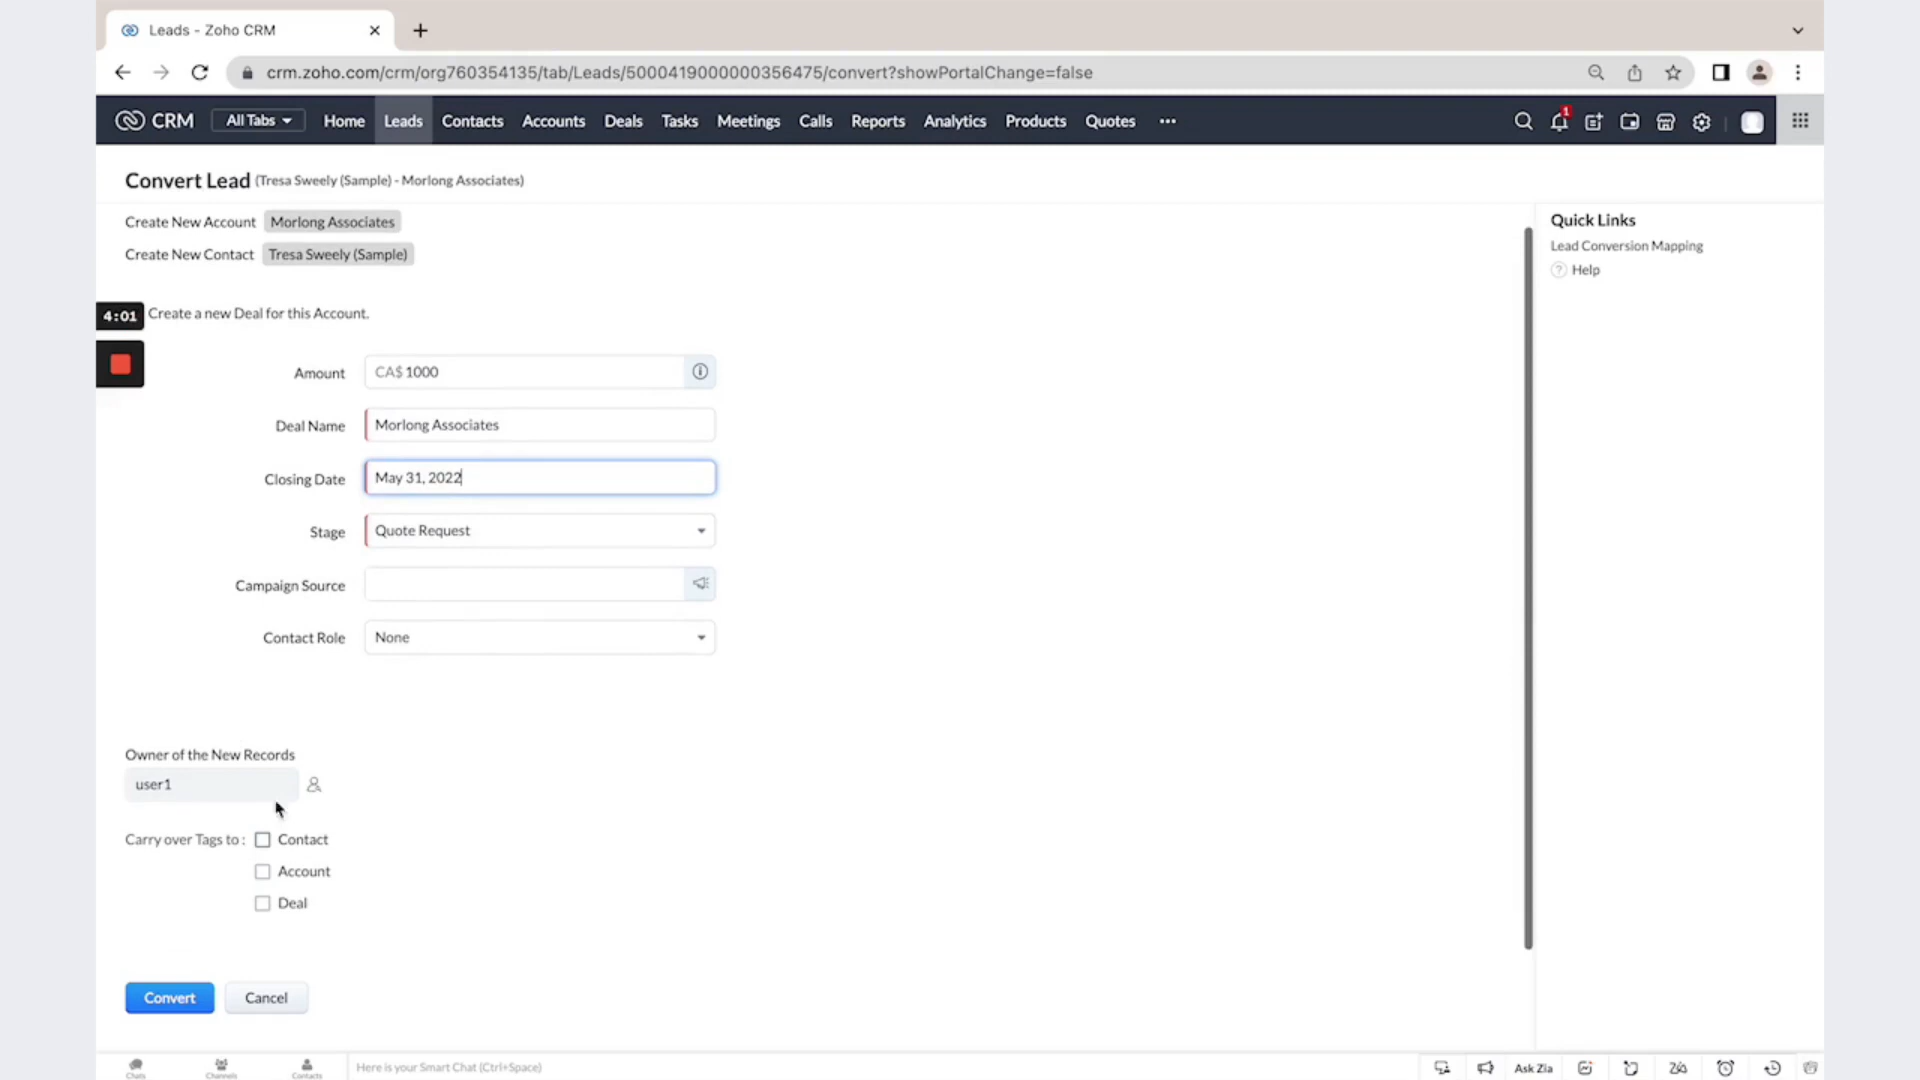 Leads - Zoho CRM
crm.zoho.com/crm/org760354135/tab/Leads/5000419000000356475/convert?showPortalChange=false
CRM All Tabs Home Leads Contacts Accounts Deals Tasks Meetings Calls Reports Analytics Products Quotes ••• 1
Convert Lead (Tresa Sweely (Sample) - Morlong Associates)
Create New Account Morlong Associates
Create New Contact Tresa Sweely (Sample)
Quick Links
Lead Conversion Mapping
? Help
4:01
Create a new Deal for this Account.
Amount CA$ 1000
Deal Name Morlong Associates
Closing Date May 31, 2022
Stage Quote Request
Campaign Source
Contact Role None
Owner of the New Records
user1
Carry over Tags to : Contact
Account
Deal
Convert Cancel
Chats Channels Contacts Here is your Smart Chat (Ctrl+Space) Ask Zia